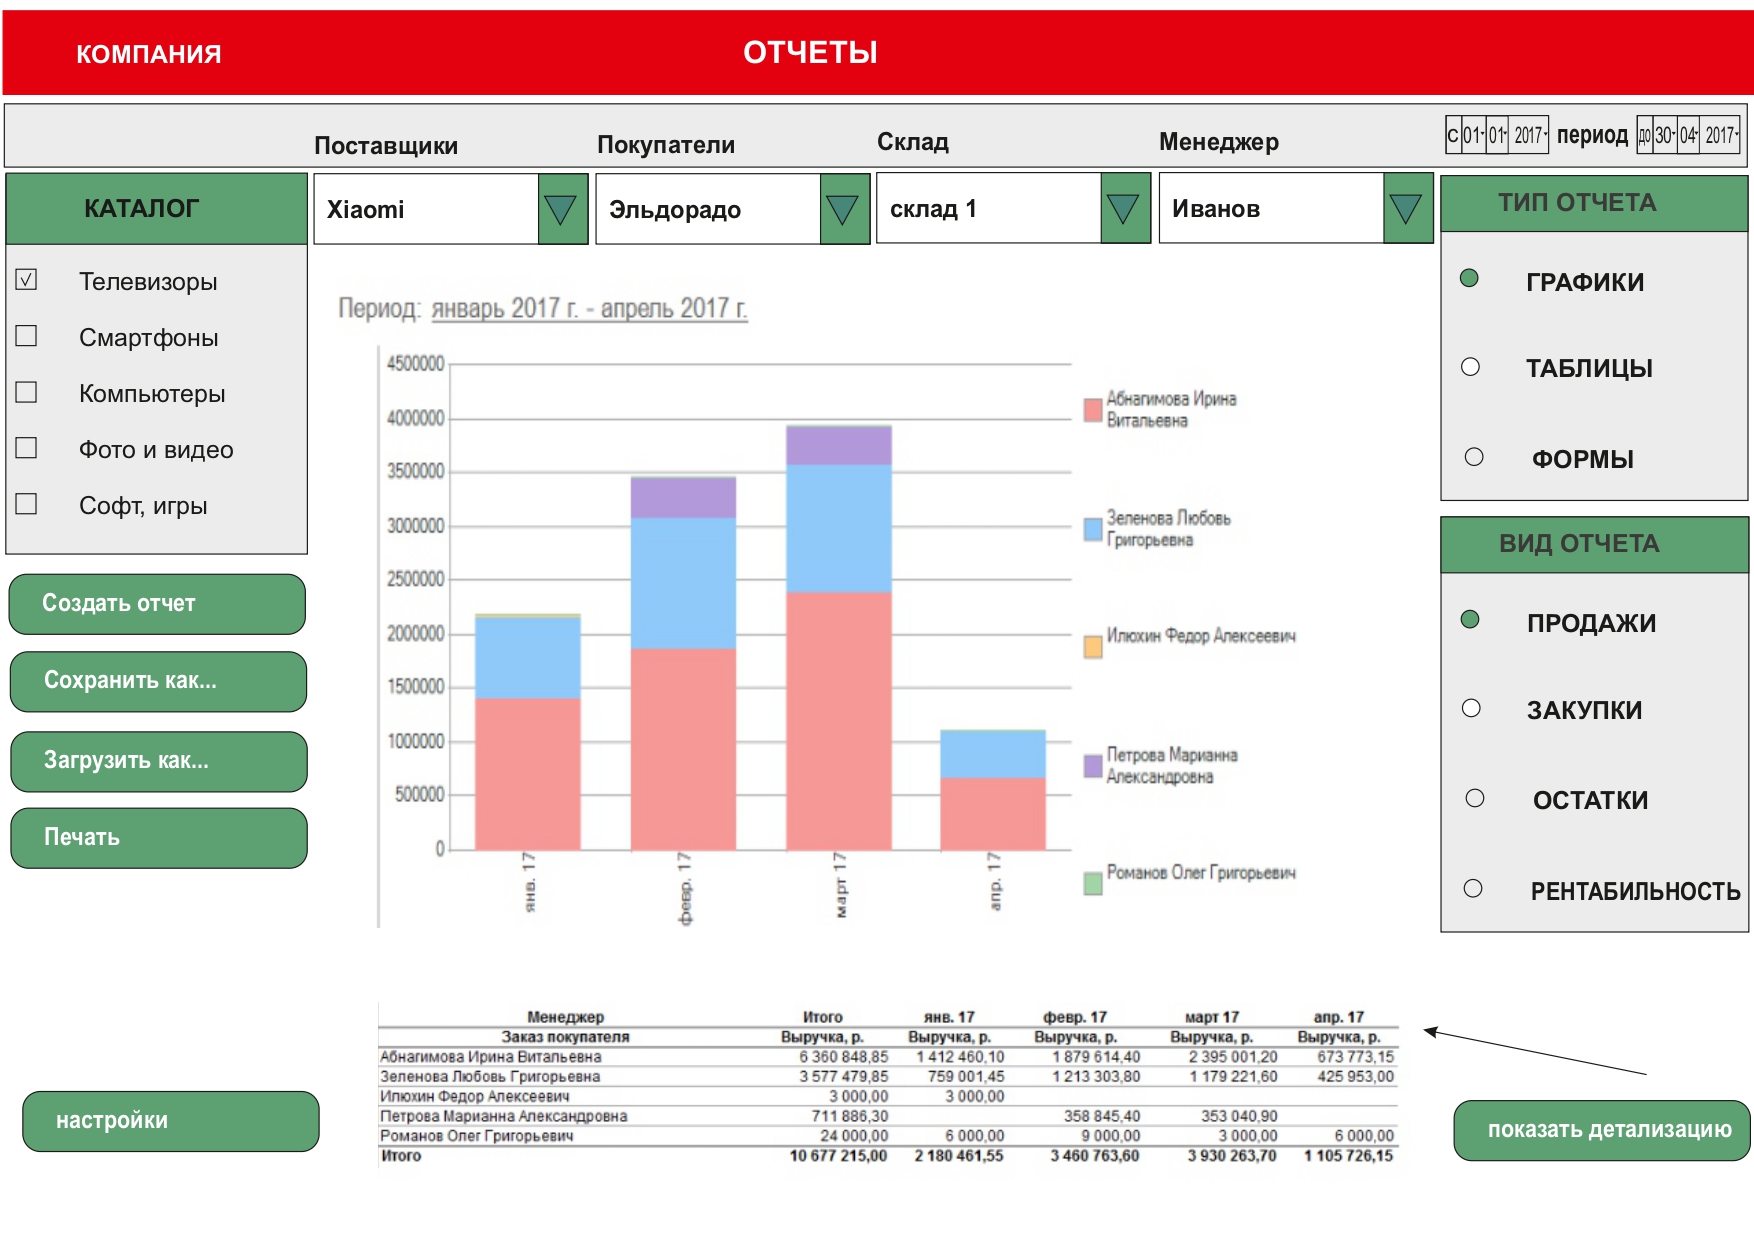 КОМПАНИЯ
ОТЧЕТЫ
Поставщики
Покупатели
Склад
Менеджер
с 01 01 2017 период до 30 04 2017
КАТАЛОГ
Xiaomi
Эльдорадо
склад 1
Иванов
ТИП ОТЧЕТА
Телевизоры
Смартфоны
Компьютеры
Фото и видео
Софт, игры
ГРАФИКИ
ТАБЛИЦЫ
ФОРМЫ
ВИД ОТЧЕТА
ПРОДАЖИ
ЗАКУПКИ
ОСТАТКИ
РЕНТАБИЛЬНОСТЬ
Создать отчет
Сохранить как...
Загрузить как...
Печать
Период: январь 2017 г. - апрель 2017 г.
4500000
4000000
3500000
3000000
2500000
2000000
1500000
1000000
500000
0
янв. 17
февр. 17
март 17
апр. 17
Абнагимова Ирина
Витальевна
Зеленова Любовь
Григорьевна
Илюхин Федор Алексеевич
Петрова Марианна
Александровна
Романов Олег Григорьевич
Менеджер Итого янв. 17 февр. 17 март 17 апр. 17
Заказ покупателя Выручка, р. Выручка, р. Выручка, р. Выручка, р. Выручка, р.
Абнагимова Ирина Витальевна 6 360 848,85 1 412 460,10 1 879 614,40 2 395 001,20 673 773,15
Зеленова Любовь Григорьевна 3 577 479,85 759 001,45 1 213 303,80 1 179 221,60 425 953,00
Илюхин Федор Алексеевич 3 000,00 3 000,00
Петрова Марианна Александровна 711 886,30 358 845,40 353 040,90
Романов Олег Григорьевич 24 000,00 6 000,00 9 000,00 3 000,00 6 000,00
Итого 10 677 215,00 2 180 461,55 3 460 763,60 3 930 263,70 1 105 726,15
настройки
показать детализацию